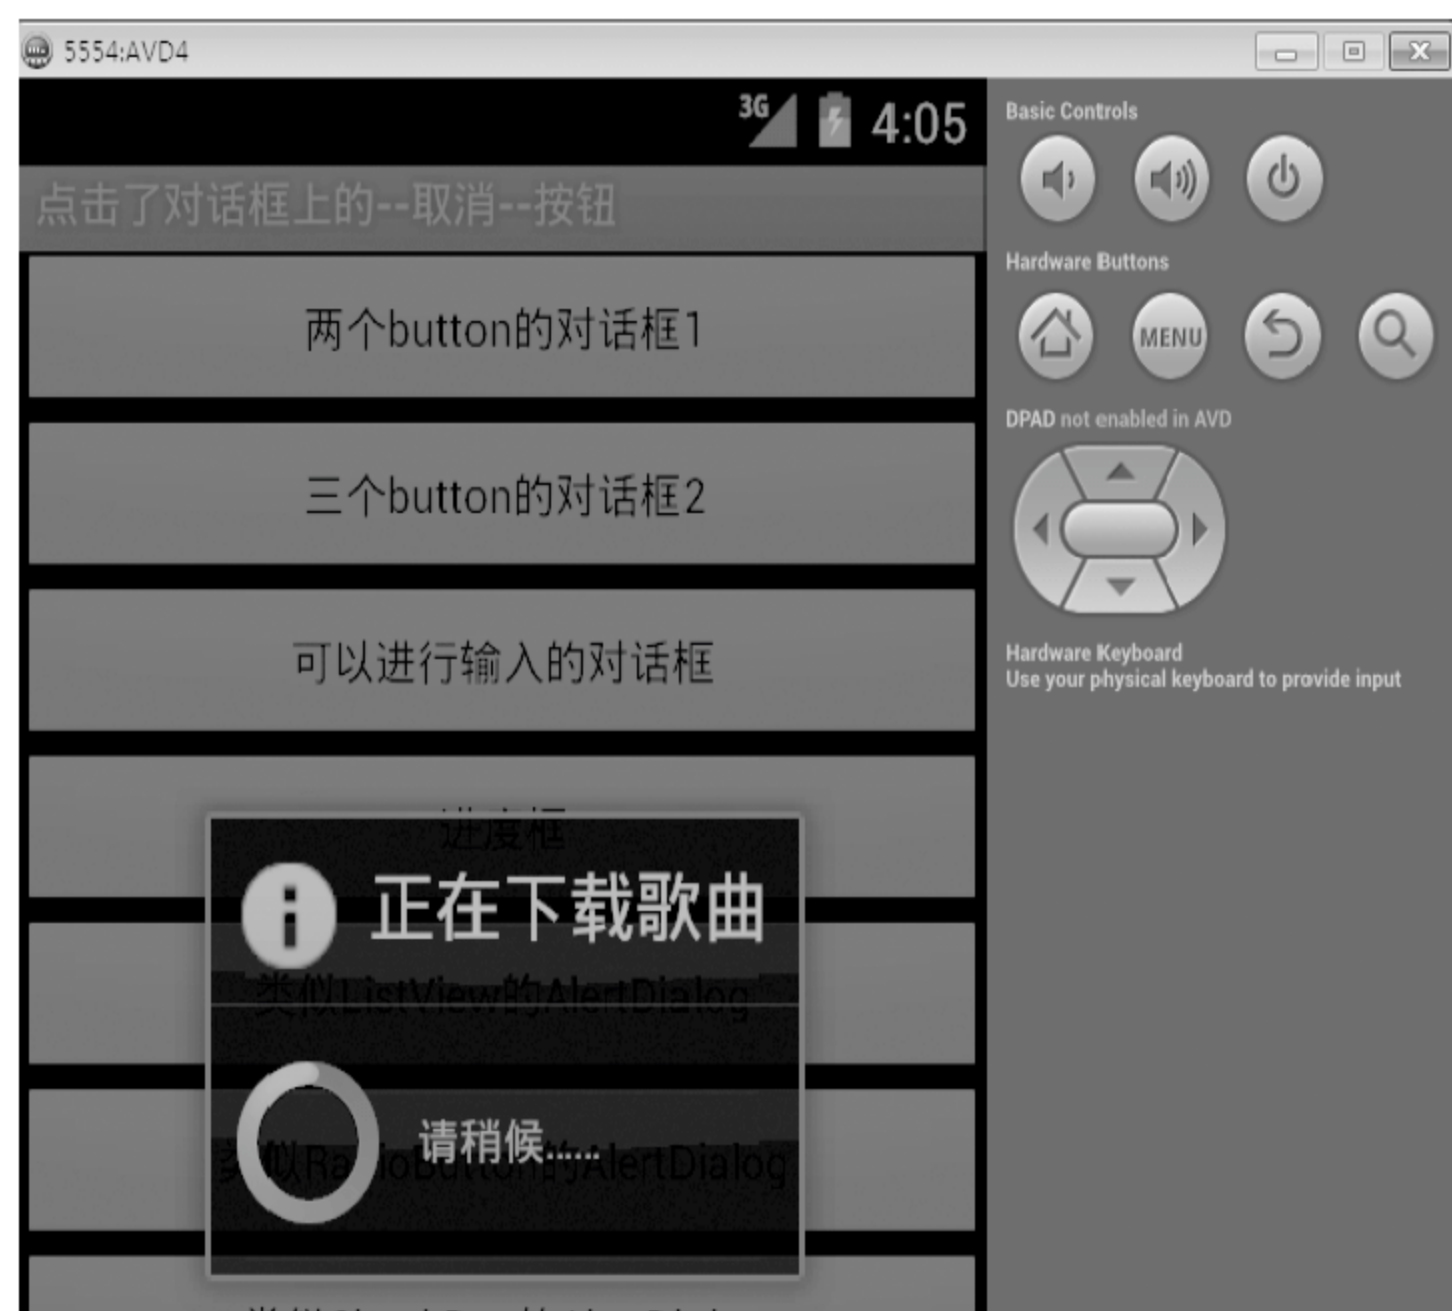 5554:AVD4
3G 4:05
点击了对话框上的--取消--按钮
两个button的对话框1
三个button的对话框2
可以进行输入的对话框
进度框
正在下载歌曲
类似ListView的AlertDialog
请稍候......
类似RadioButton的AlertDialog
Basic Controls
Hardware Buttons
MENU
DPAD not enabled in AVD
Hardware Keyboard
Use your physical keyboard to provide input